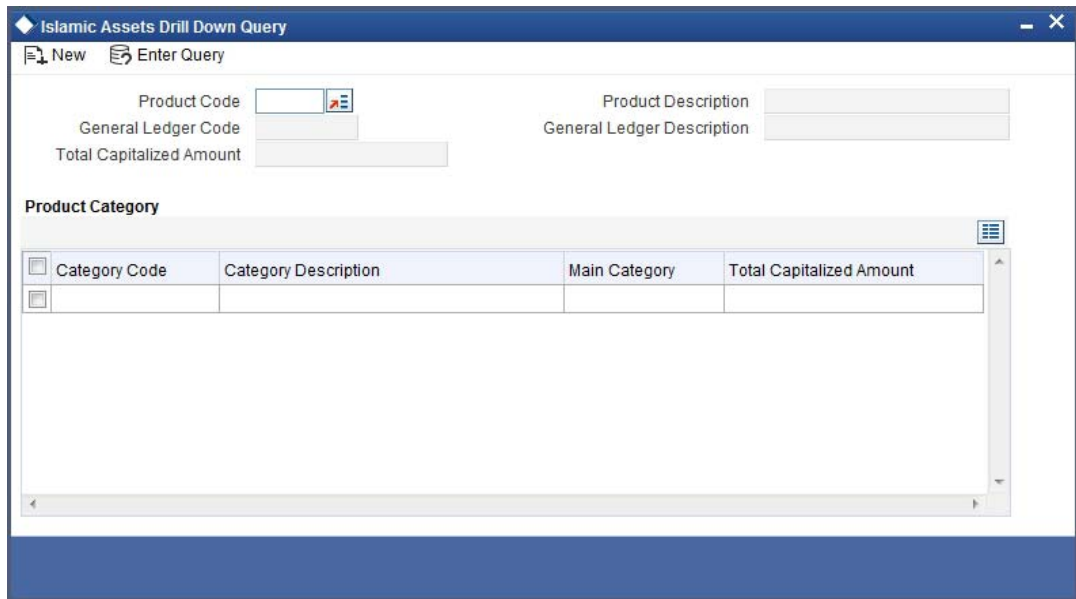 Islamic Assets Drill Down Query
New Enter Query
Product Code Product Description
General Ledger Code General Ledger Description
Total Capitalized Amount
Product Category
Category Code Category Description Main Category Total Capitalized Amount